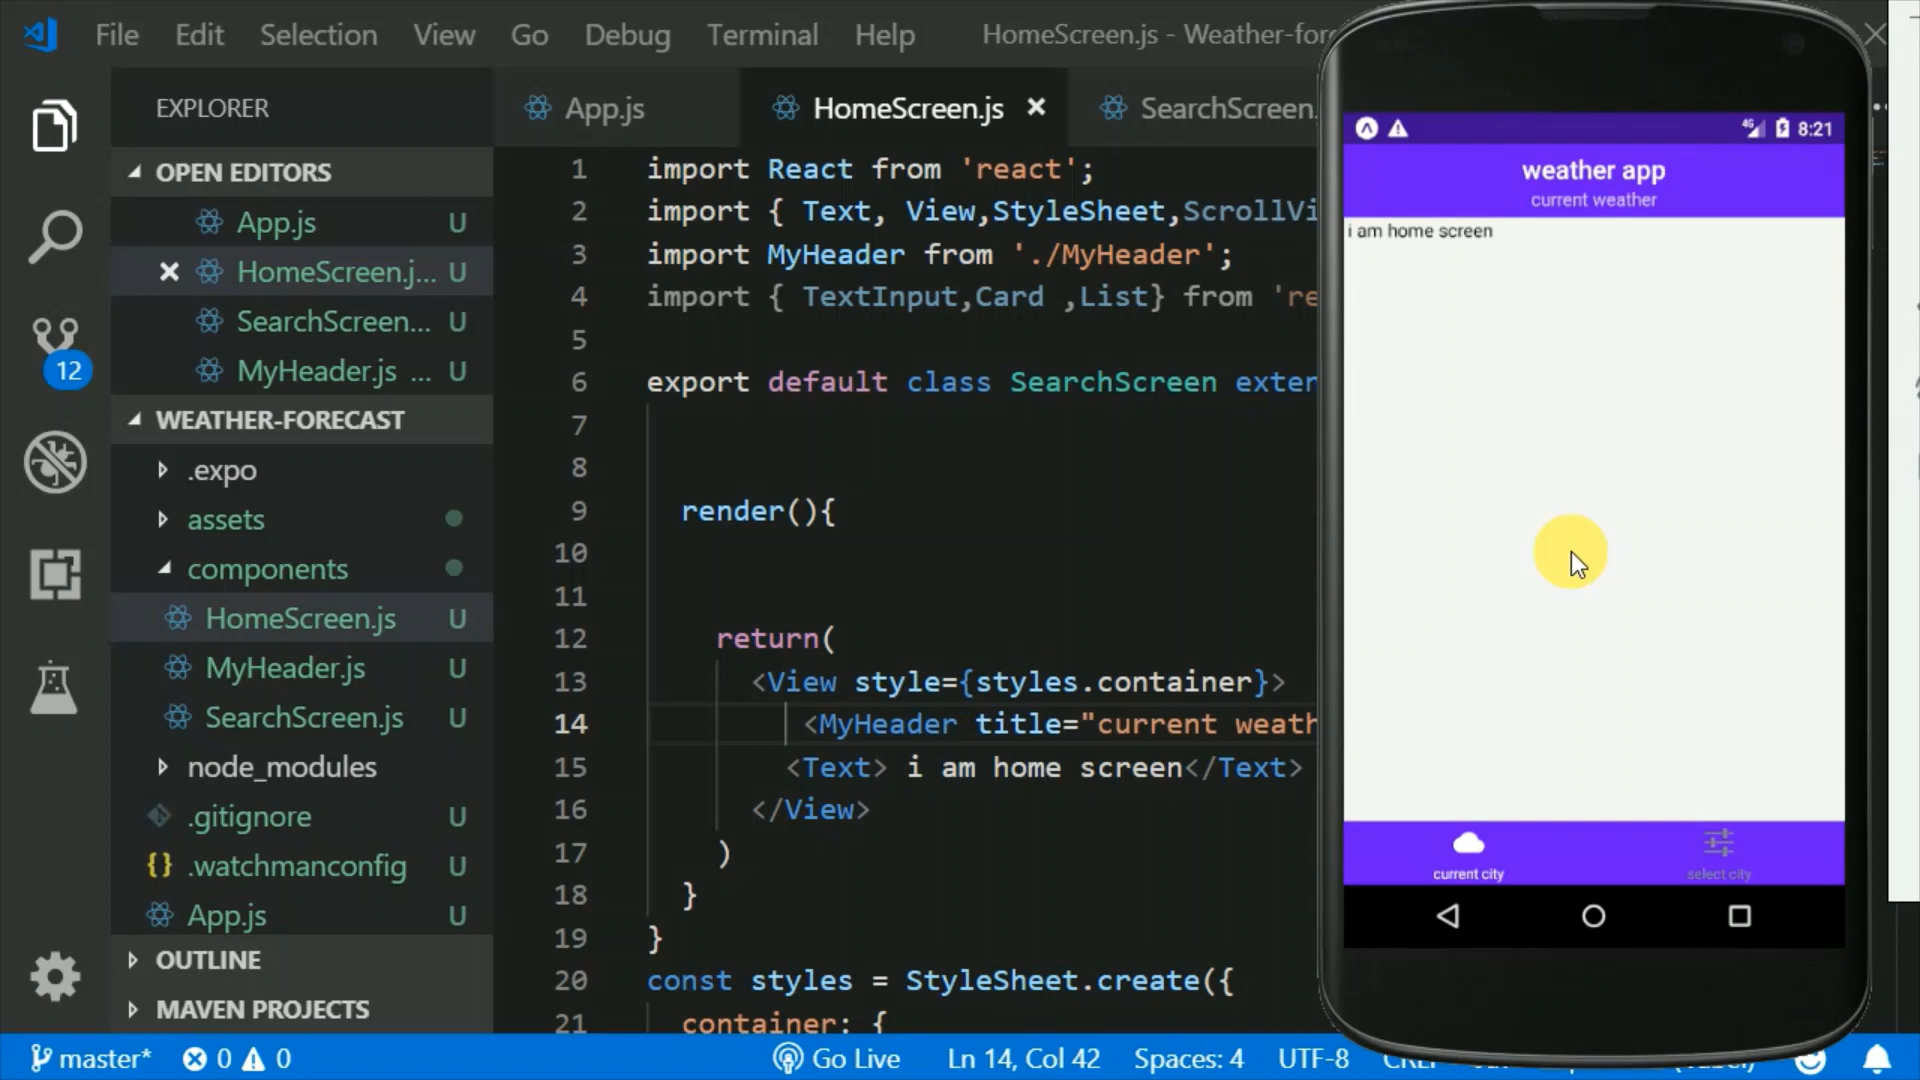 File Edit Selection View Go Debug Terminal Help HomeScreen.js - Weather-for
EXPLORER
OPEN EDITORS
App.js U
HomeScreen.j... U
SearchScreen... U
MyHeader.js ... U
WEATHER-FORECAST
.expo
assets
components
HomeScreen.js U
MyHeader.js U
SearchScreen.js U
node_modules
.gitignore U
{} .watchmanconfig U
App.js U
OUTLINE
MAVEN PROJECTS
12
App.js HomeScreen.js SearchScreen.
1 import React from 'react';
2 import { Text, View,StyleSheet,ScrollVi
3 import MyHeader from './MyHeader';
4 import { TextInput,Card ,List} from 're
5
6 export default class SearchScreen exten
7
8
9 render(){
10
11
12 return(
13 <View style={styles.container}>
14 <MyHeader title="current weath
15 <Text> i am home screen</Text>
16 </View>
17 )
18 }
19 }
20 const styles = StyleSheet.create({
21 container: {
4G 8:21
weather app
current weather
i am home screen
current city select city
master* 0 0 Go Live Ln 14, Col 42 Spaces: 4 UTF-8